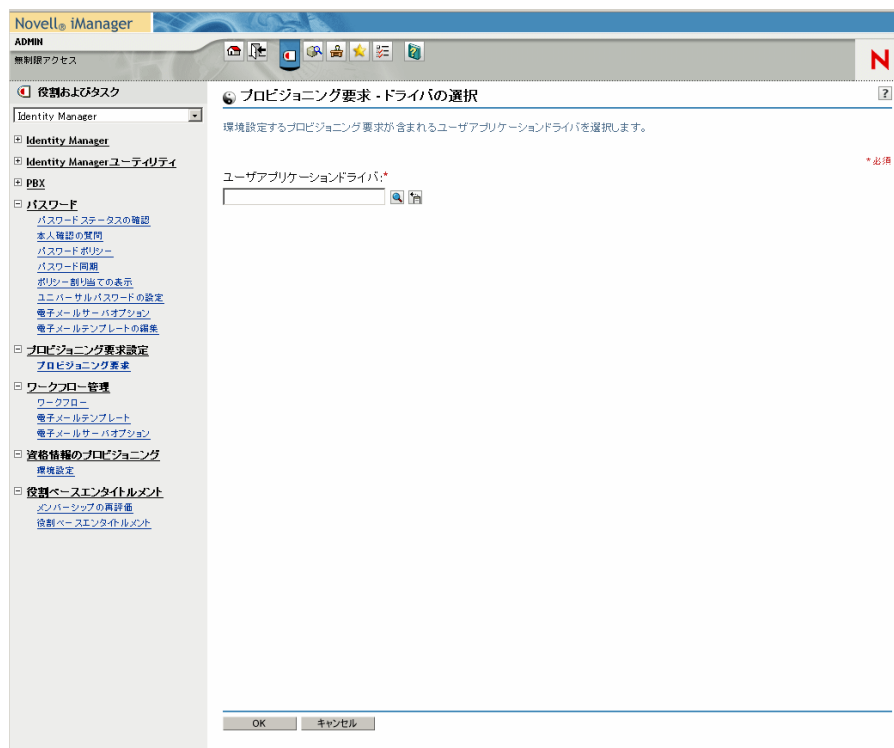 Novell® iManager
ADMIN
無制限アクセス
N
役割およびタスク
Identity Manager
Identity Manager
Identity Managerユーティリティ
PBX
パスワード
パスワードステータスの確認
本人確認の質問
パスワードポリシー
パスワード同期
ポリシー割り当ての表示
ユニバーサルパスワードの設定
電子メールサーバオプション
電子メールテンプレートの編集
プロビジョニング要求設定
プロビジョニング要求
ワークフロー管理
ワークフロー
電子メールテンプレート
電子メールサーバオプション
資格情報のプロビジョニング
環境設定
役割ベースエンタイトルメント
メンバーシップの再評価
役割ベースエンタイトルメント
プロビジョニング要求 - ドライバの選択
?
環境設定するプロビジョニング要求が含まれるユーザアプリケーションドライバを選択します。
*必須
ユーザアプリケーションドライバ:*
OK
キャンセル